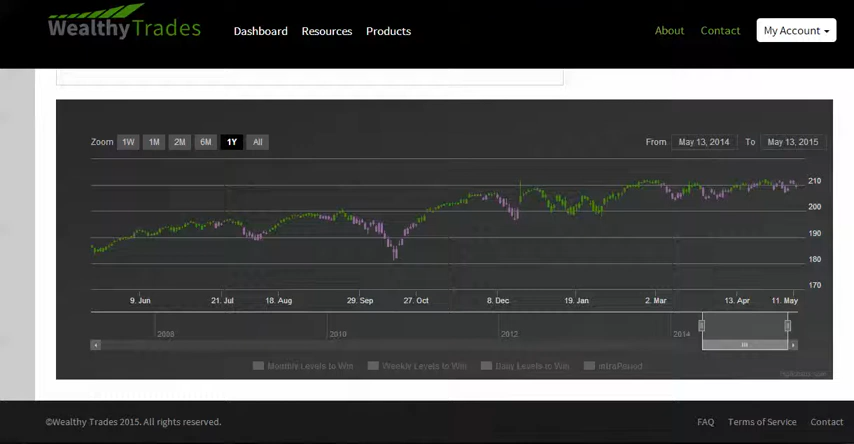 WealthyTrades Dashboard Resources Products About Contact My Account
Zoom 1W 1M 2M 6M 1Y All From May 13, 2014 To May 13, 2015
210
200
190
180
170
9. Jun 21. Jul 18. Aug 29. Sep 27. Oct 8. Dec 19. Jan 2. Mar 13. Apr 11. May
2008 2010 2012 2014
Monthly Levels to Win Weekly Levels to Win Daily Levels to Win IntraPeriod
©Wealthy Trades 2015. All rights reserved. FAQ Terms of Service Contact